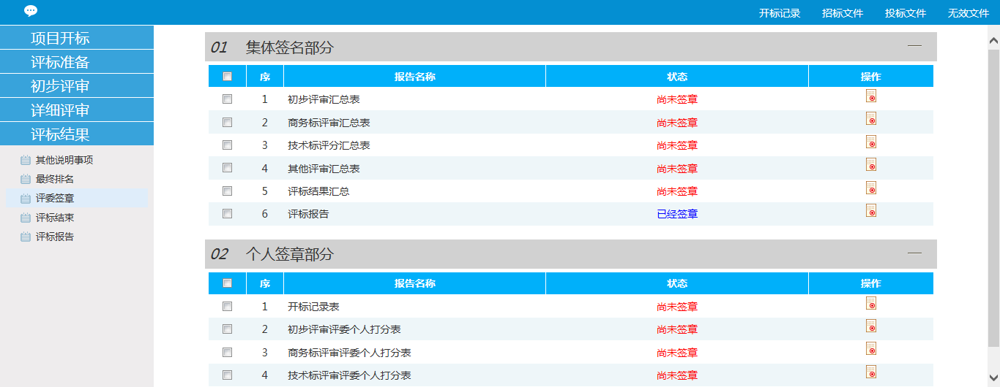 开标记录 招标文件 投标文件 无效文件
项目开标
评标准备
初步评审
详细评审
评标结果
其他说明事项
最终排名
评委签章
评标结束
评标报告
01 集体签名部分
序 报告名称 状态 操作
1 初步评审汇总表 尚未签章
2 商务标评审汇总表 尚未签章
3 技术标评分汇总表 尚未签章
4 其他评审汇总表 尚未签章
5 评标结果汇总 尚未签章
6 评标报告 已经签章
02 个人签章部分
序 报告名称 状态 操作
1 开标记录表 尚未签章
2 初步评审评委个人打分表 尚未签章
3 商务标评审评委个人打分表 尚未签章
4 技术标评审评委个人打分表 尚未签章